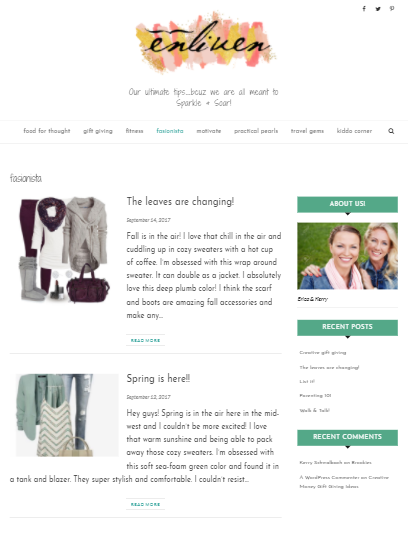 enliven
Our ultimate tips....bcuz we are all meant to
Sparkle & Soar!
food for thought gift giving fitness fasionista motivate practical pearls travel gems kiddo corner
fasionista
The leaves are changing!
September 14, 2017
Fall is in the air! I love that chill in the air and
cuddling up in cozy sweaters with a hot cup
of coffee. I'm obsessed with this wrap around
sweater. It can double as a jacket. I absolutely
love this deep plum color! I think the scarf
and boots are amazing fall accessories and
make any...
READ MORE
Spring is here!!
September 12, 2017
Hey guys! Spring is in the air here in the mid-
west and I couldn't be more excited! I love
that warm sunshine and being able to pack
away those cozy sweaters. I'm obsessed with
this soft sea-foam green color and found it in
a tank and blazer. They super stylish and comfortable. I couldn't resist...
READ MORE
ABOUT US!
Erica & Kerry
RECENT POSTS
Creative gift giving
The leaves are changing!
List it!
Parenting 101
Walk & Talk!
RECENT COMMENTS
Kerry Schmalbach on Bracelets
A WordPress Commenter on Creative
Money Gift Giving Ideas